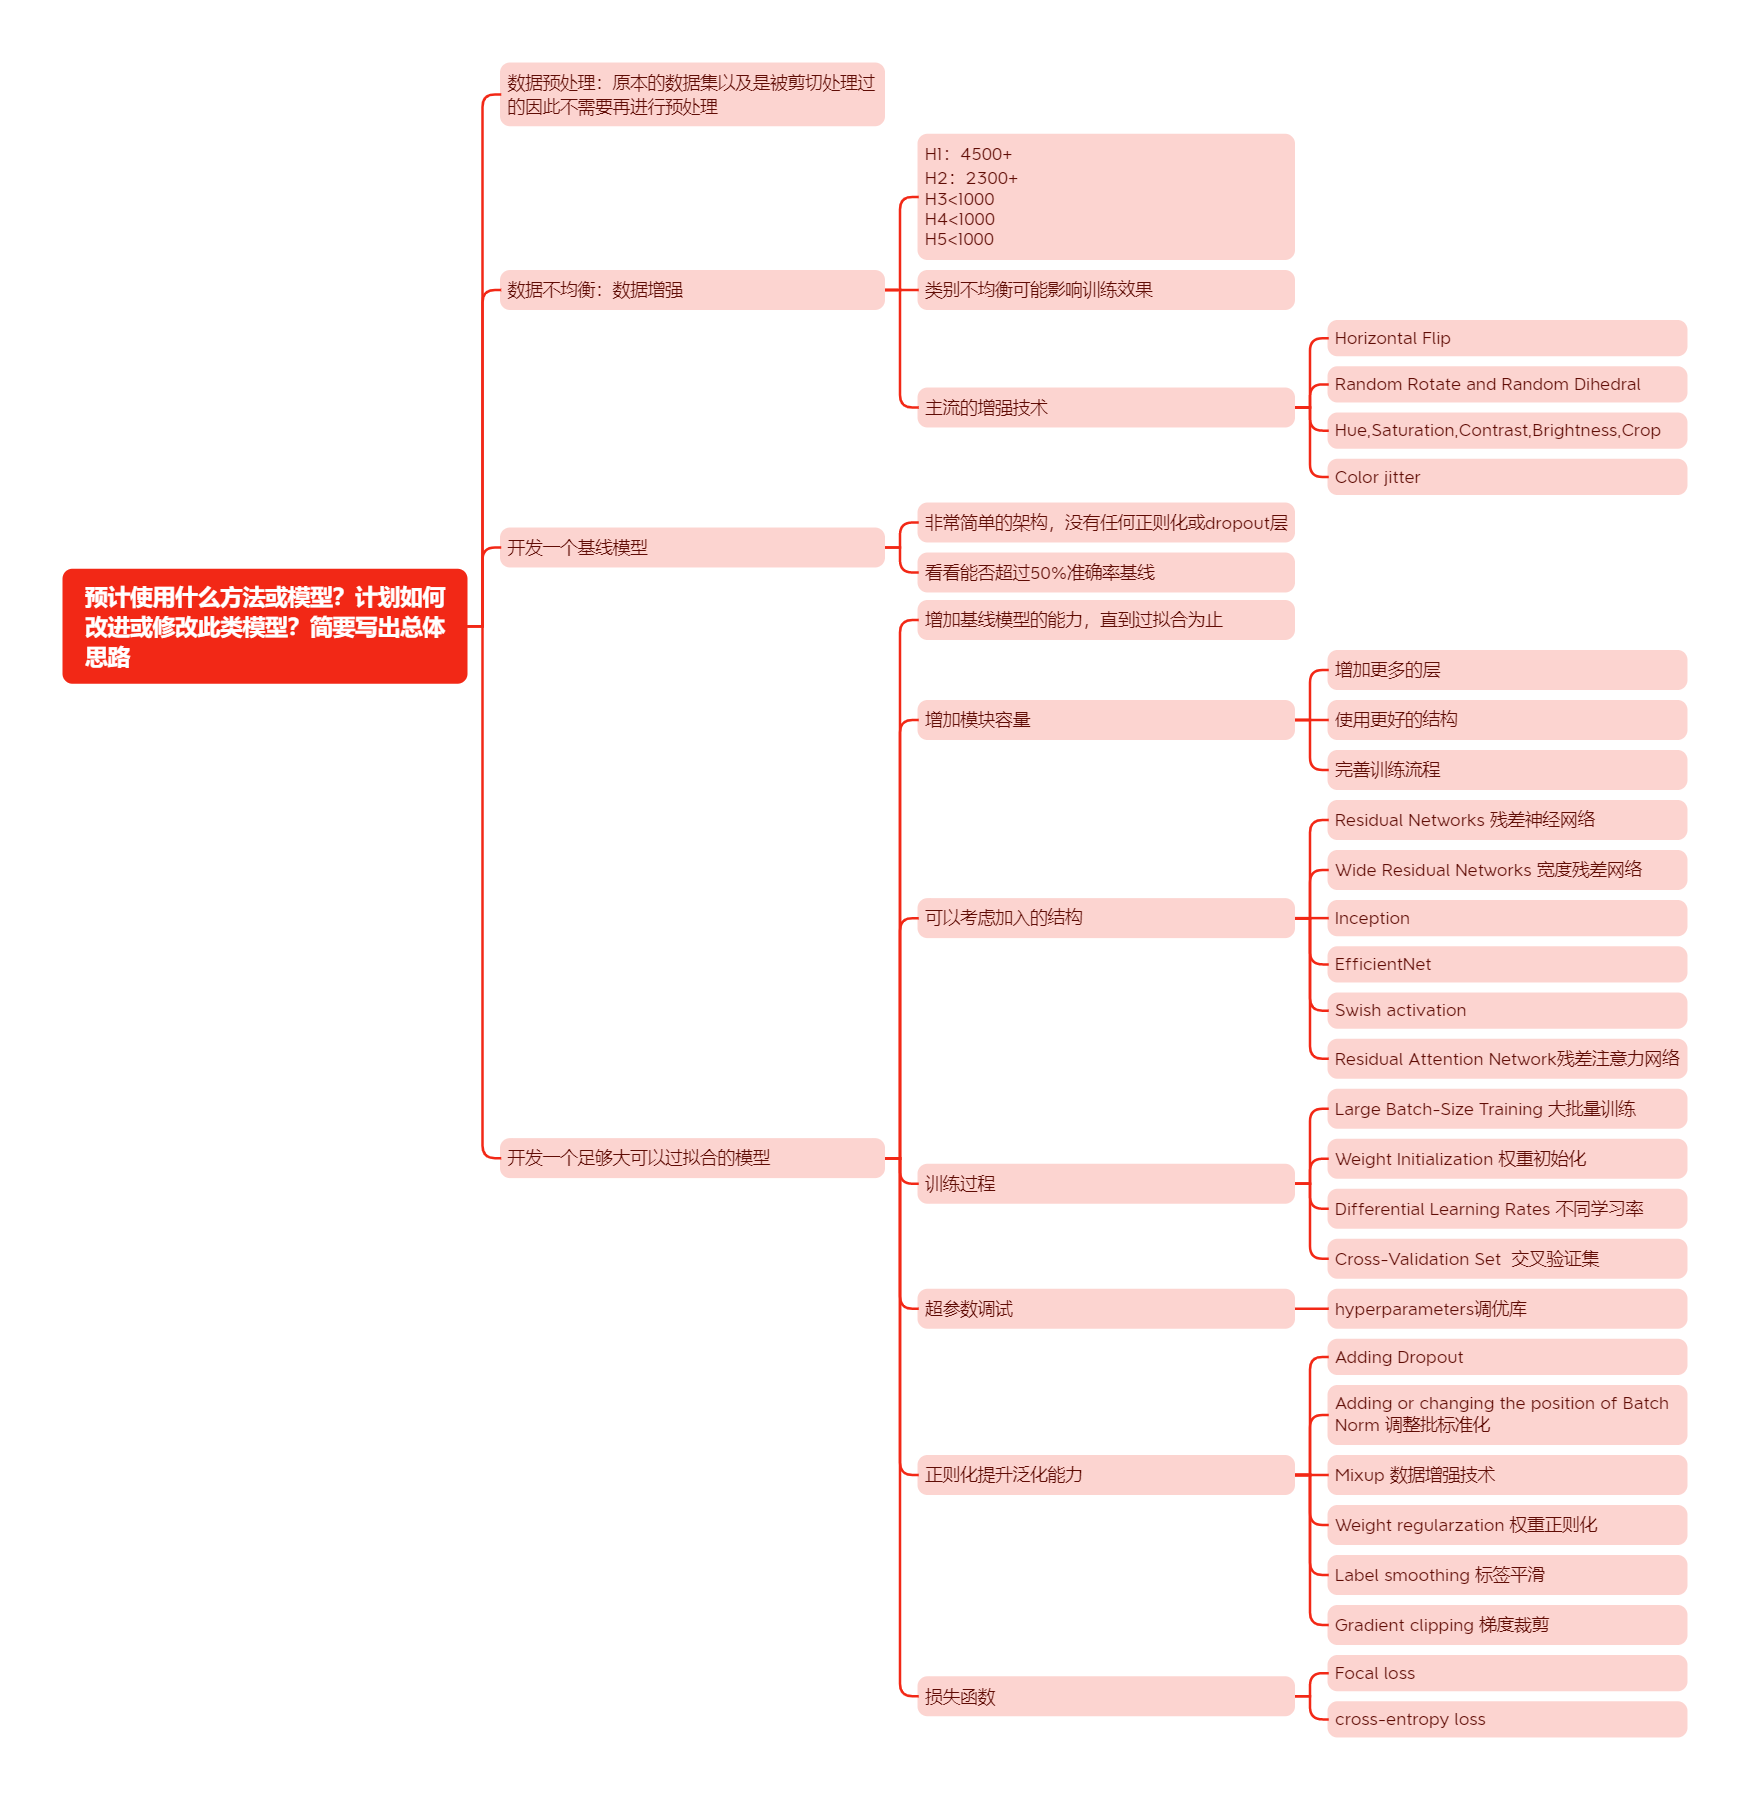 预计使用什么方法或模型？计划如何
改进或修改此类模型？简要写出总体
思路
数据预处理：原本的数据集以及是被剪切处理过
的因此不需要再进行预处理
数据不均衡：数据增强
H1：4500+
H2：2300+
H3<1000
H4<1000
H5<1000
类别不均衡可能影响训练效果
主流的增强技术
Horizontal Flip
Random Rotate and Random Dihedral
Hue,Saturation,Contrast,Brightness,Crop
Color jitter
开发一个基线模型
非常简单的架构，没有任何正则化或dropout层
看看能否超过50%准确率基线
开发一个足够大可以过拟合的模型
增加基线模型的能力，直到过拟合为止
增加模块容量
增加更多的层
使用更好的结构
完善训练流程
可以考虑加入的结构
Residual Networks 残差神经网络
Wide Residual Networks 宽度残差网络
Inception
EfficientNet
Swish activation
Residual Attention Network残差注意力网络
训练过程
Large Batch-Size Training 大批量训练
Weight Initialization 权重初始化
Differential Learning Rates 不同学习率
Cross-Validation Set  交叉验证集
超参数调试
hyperparameters调优库
正则化提升泛化能力
Adding Dropout
Adding or changing the position of Batch
Norm 调整批标准化
Mixup 数据增强技术
Weight regularzation 权重正则化
Label smoothing 标签平滑
Gradient clipping 梯度裁剪
损失函数
Focal loss
cross-entropy loss